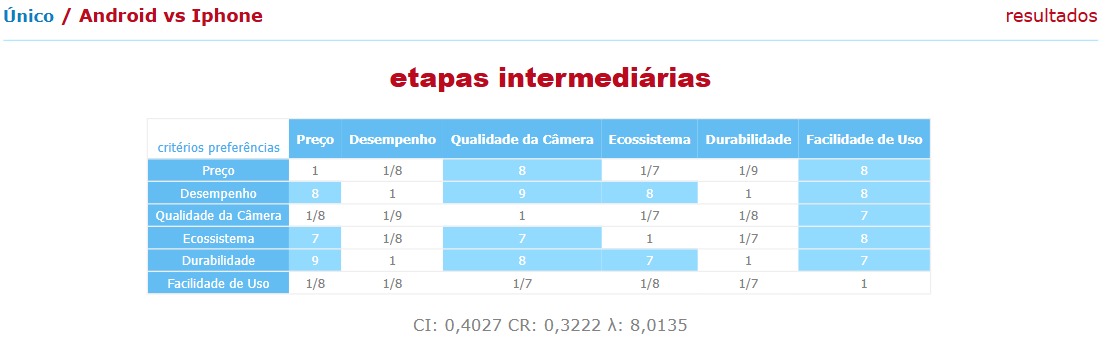 Único / Android vs Iphone resultados
etapas intermediárias
critérios preferências Preço Desempenho Qualidade da Câmera Ecossistema Durabilidade Facilidade de Uso
Preço 1 1/8 8 1/7 1/9 8
Desempenho 8 1 9 8 1 8
Qualidade da Câmera 1/8 1/9 1 1/7 1/8 7
Ecossistema 7 1/8 7 1 1/7 8
Durabilidade 9 1 8 7 1 7
Facilidade de Uso 1/8 1/8 1/7 1/8 1/7 1
CI: 0,4027 CR: 0,3222 λ: 8,0135